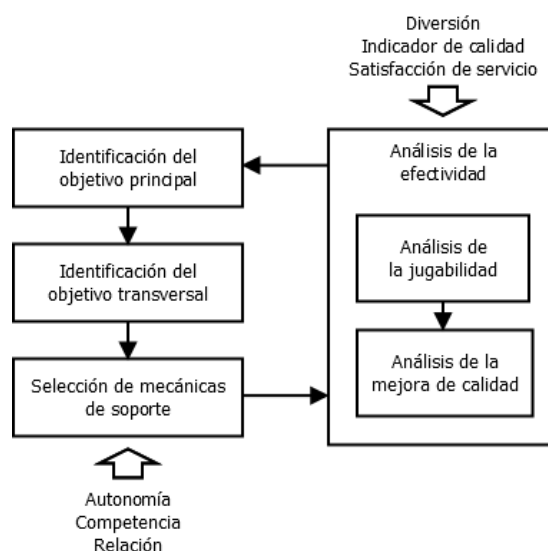 Diversión
Indicador de calidad
Satisfacción de servicio
Identificación del
objetivo principal
Identificación del
objetivo transversal
Selección de mecánicas
de soporte
Autonomía
Competencia
Relación
Análisis de la
efectividad
Análisis de
la jugabilidad
Análisis de la
mejora de calidad